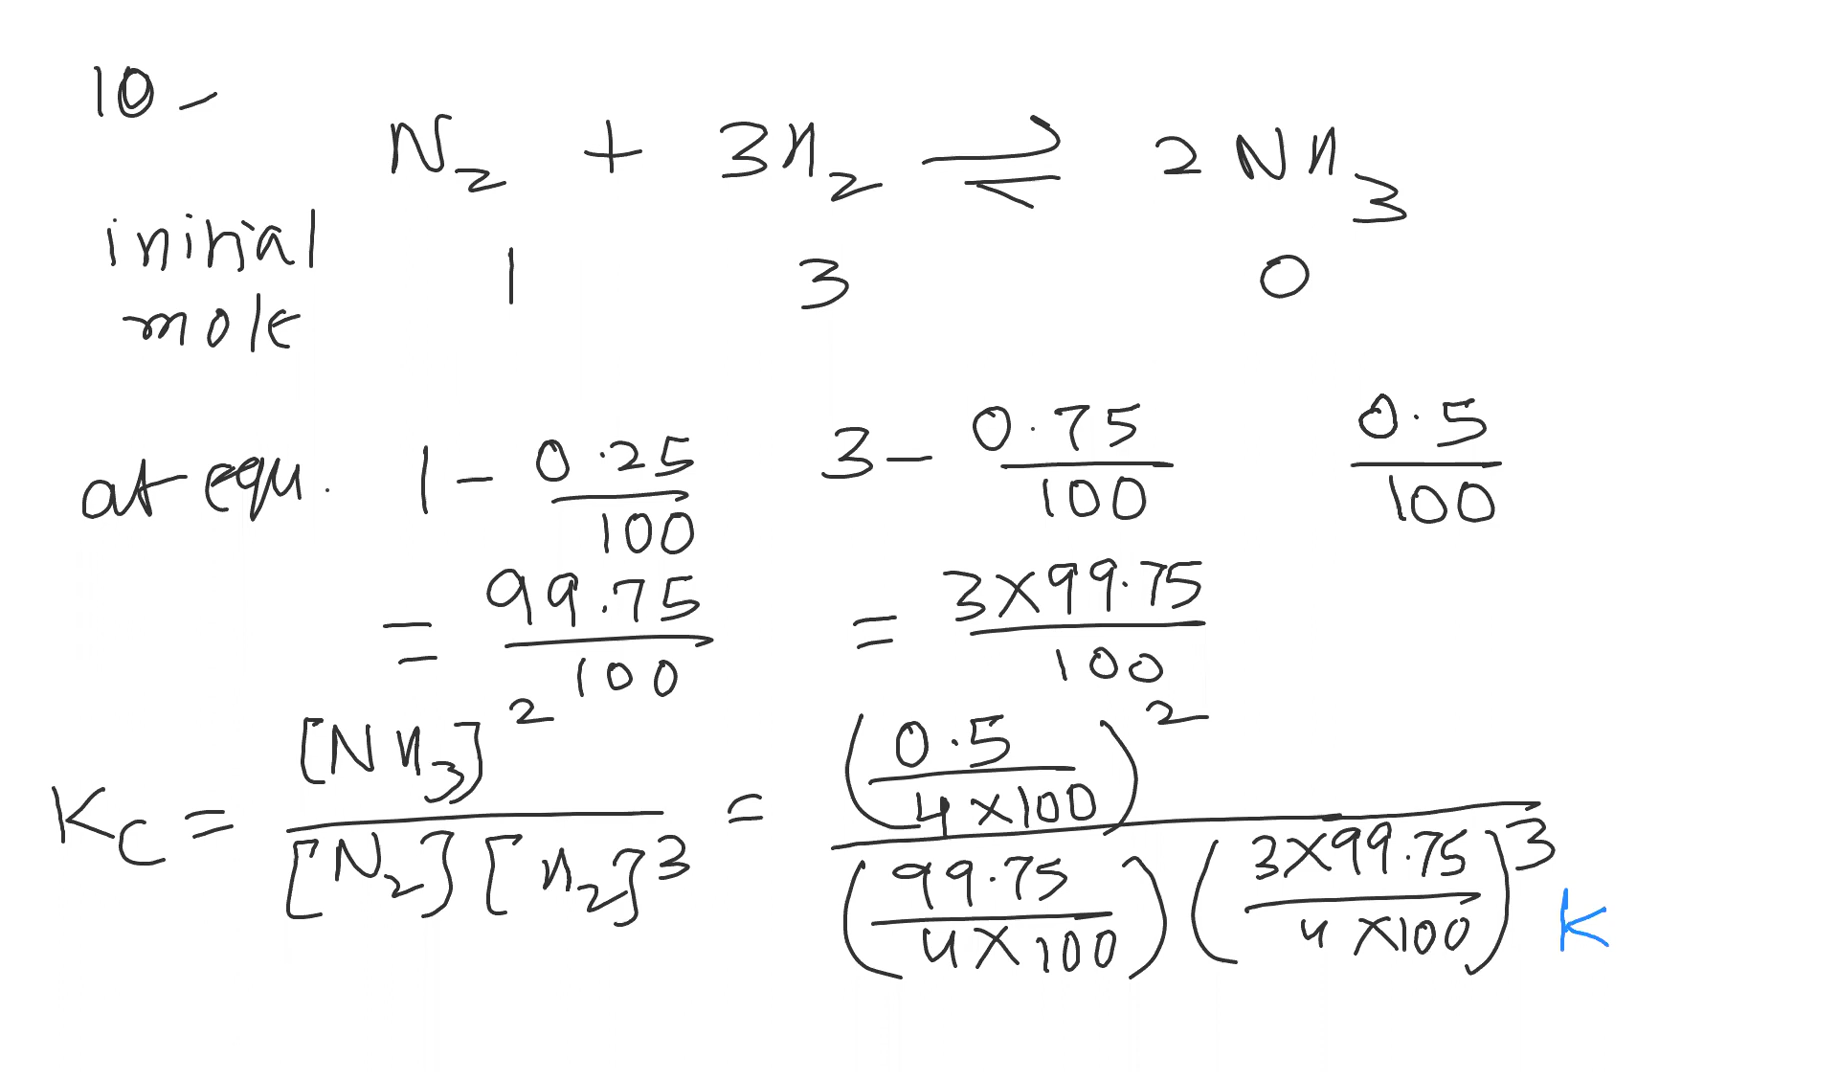 10 -
N₂ + 3H₂ ⇌ 2NH₃
initial mole 1 3 0
at equ. 1 - 0.25/100 3 - 0.75/100 0.5/100
= 99.75/100 = 3×99.75/100
Kc = [NH₃]²/[N₂][H₂]³ = (0.5/4×100)²/(99.75/4×100)(3×99.75/4×100)³ K